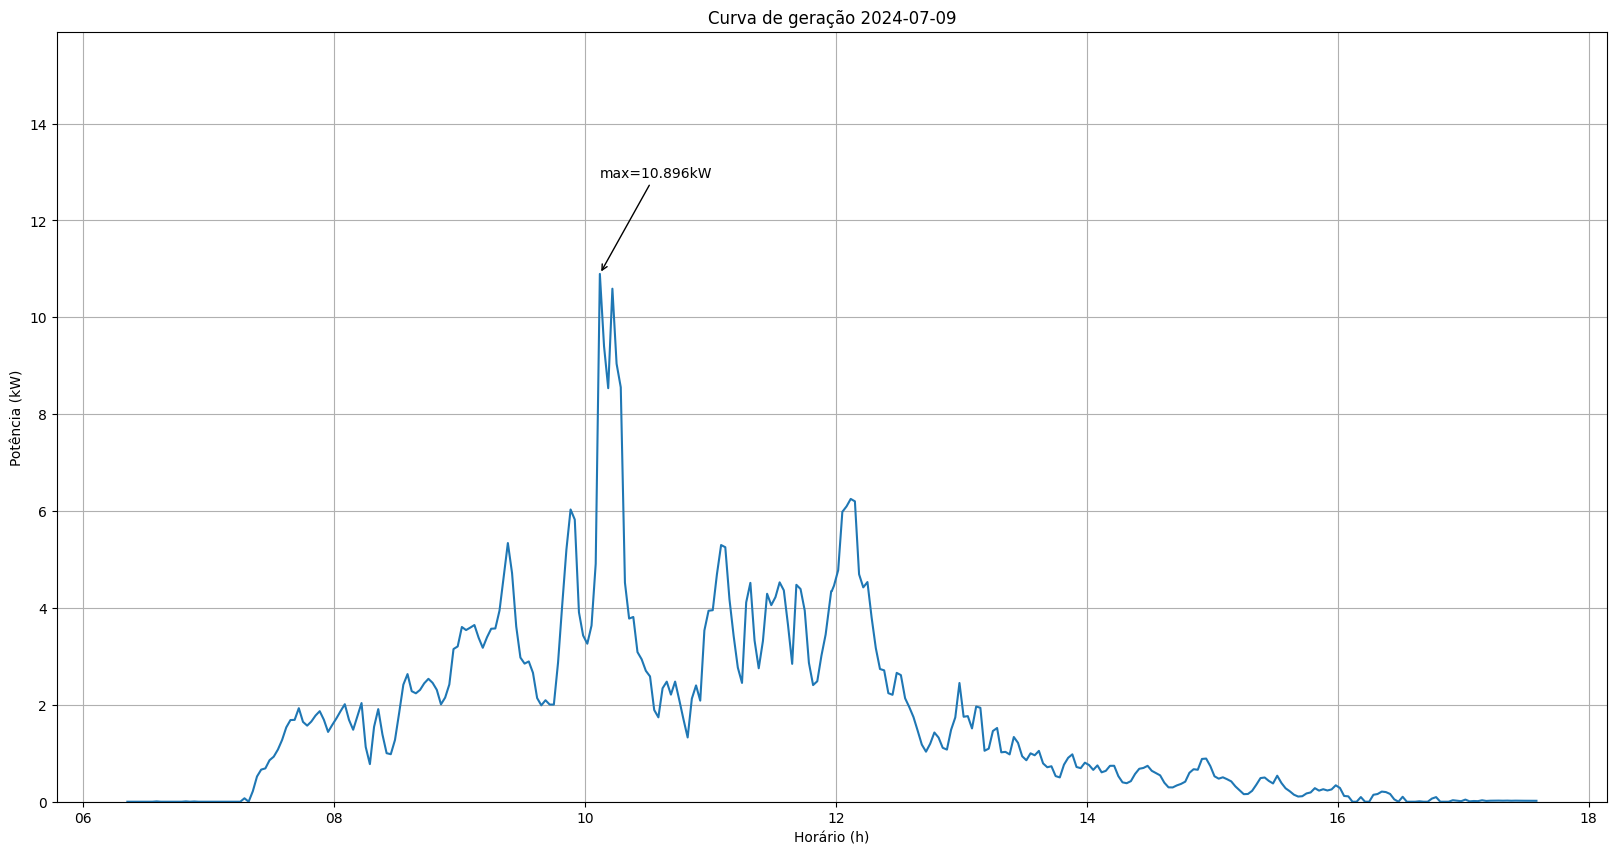 Curva de geração 2024-07-09
14
max=10.896kW
12
10
8
6
4
2
0
Potência (kW)
06 08 10 12 14 16 18
Horário (h)